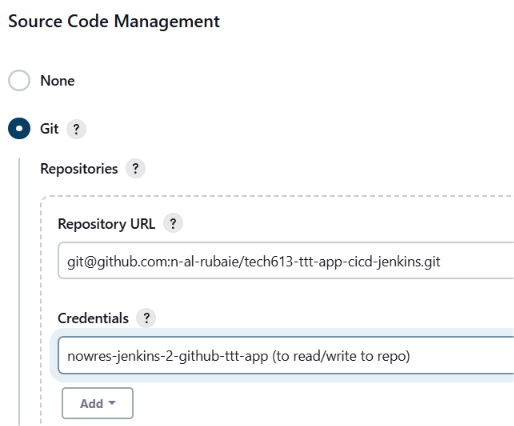 Source Code Management
None
Git ?
Repositories ?
Repository URL ?
git@github.com:n-al-rubaie/tech613-ttt-app-cicd-jenkins.git
Credentials ?
nowres-jenkins-2-github-ttt-app (to read/write to repo)
Add